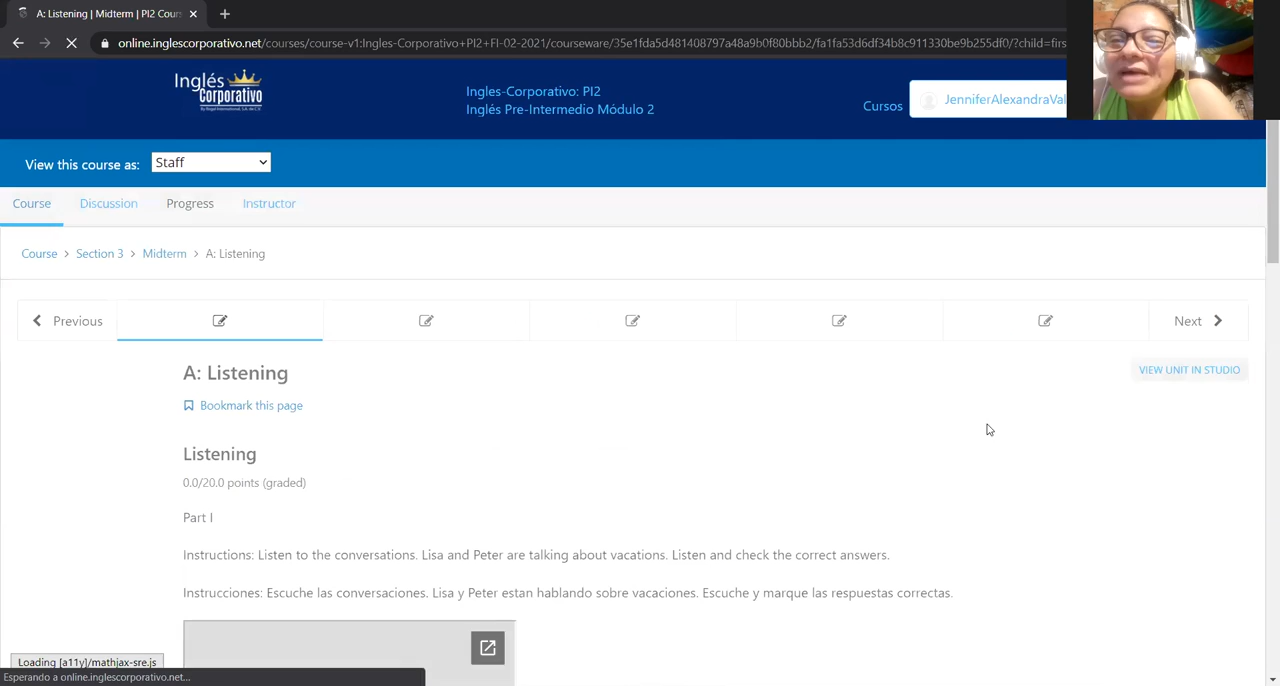 A: Listening | Midterm | PI2 Cour
online.inglescorporativo.net/courses/course-v1:Ingles-Corporativo+PI2+FI-02-2021/courseware/35e1fda5d481408797a48a9b0f80bbb2/fa1fa53d6df34b8c911330be9b255df0/?child=firs
Inglés
Corporativo
Ingles-Corporativo: PI2
Inglés Pre-Intermedio Módulo 2
Cursos
JenniferAlexandraVal
View this course as: Staff
Course Discussion Progress Instructor
Course > Section 3 > Midterm > A: Listening
Previous Next
A: Listening
VIEW UNIT IN STUDIO
Bookmark this page
Listening
0.0/20.0 points (graded)
Part I
Instructions: Listen to the conversations. Lisa and Peter are talking about vacations. Listen and check the correct answers.
Instrucciones: Escuche las conversaciones. Lisa y Peter estan hablando sobre vacaciones. Escuche y marque las respuestas correctas.
Loading [a11y]/mathjax-sre.js
Esperando a online.inglescorporativo.net...